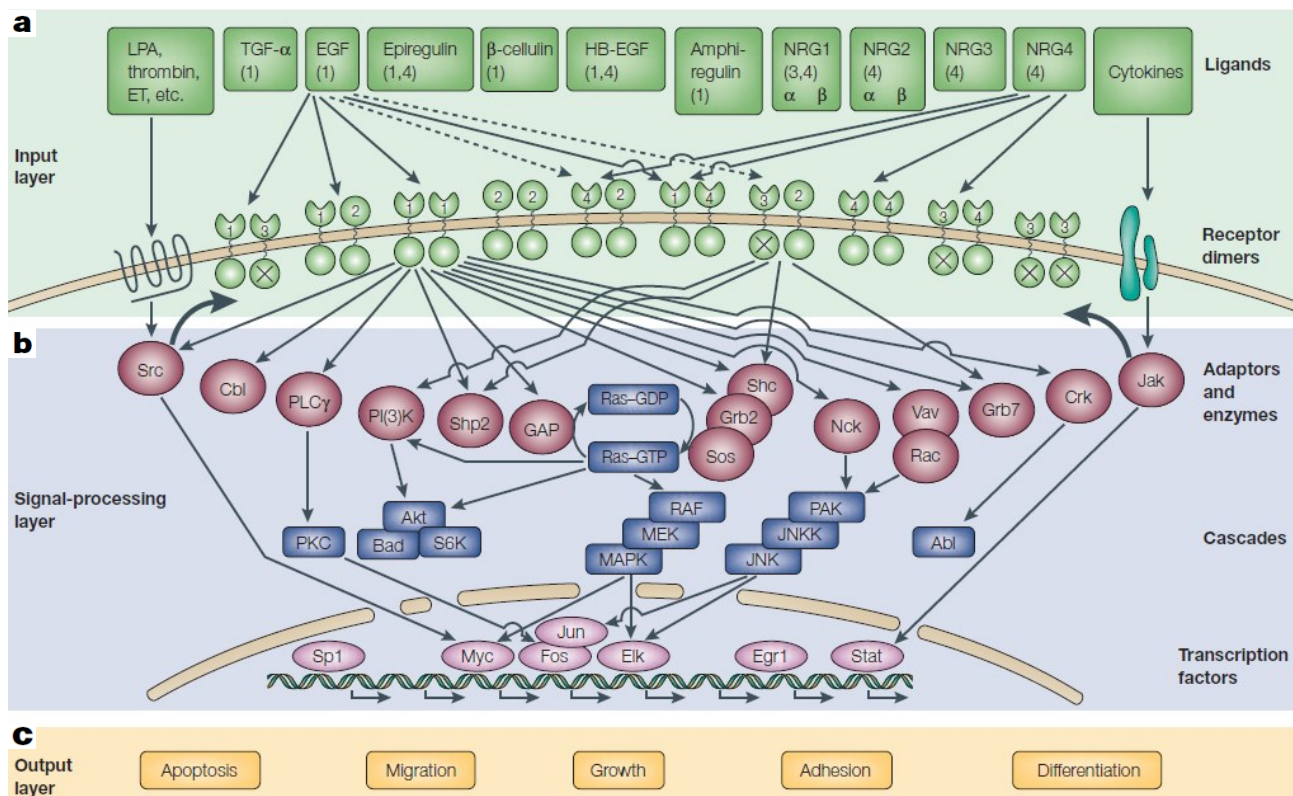 a
LPA,
thrombin,
ET, etc.
TGF-α
(1)
EGF
(1)
Epiregulin
(1,4)
β-cellulin
(1)
HB-EGF
(1,4)
Amphi-
regulin
(1)
NRG1
(3,4)
α β
NRG2
(4)
α β
NRG3
(4)
NRG4
(4)
Cytokines
Ligands
Input
layer
1 3
1 2
1 1
2 2
4 2
1 4
3 2
4 4
3 4
3 3
Receptor
dimers
b
Src
Cbl
PLCγ
PI(3)K
Shp2
GAP
Ras–GDP
Ras–GTP
Shc
Grb2
Sos
Nck
Vav
Rac
Grb7
Crk
Jak
Adaptors
and
enzymes
Signal-processing
layer
PKC
Akt
Bad
S6K
RAF
MEK
MAPK
PAK
JNKK
JNK
Abl
Cascades
Sp1
Myc
Jun
Fos
Elk
Egr1
Stat
Transcription
factors
c
Output
layer
Apoptosis
Migration
Growth
Adhesion
Differentiation